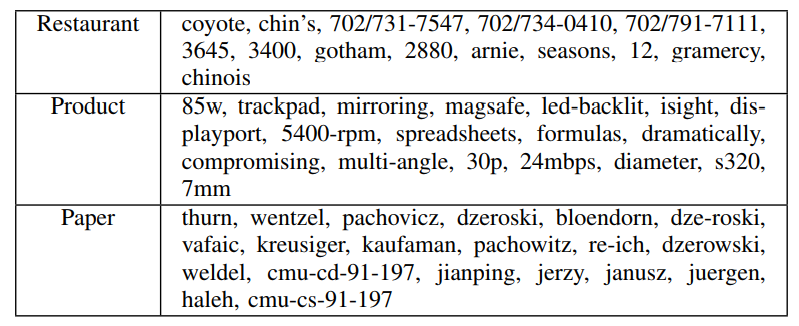 Restaurant coyote, chin's, 702/731-7547, 702/734-0410, 702/791-7111,
3645, 3400, gotham, 2880, arnie, seasons, 12, gramercy,
chinois
Product 85w, trackpad, mirroring, magsafe, led-backlit, isight, dis-
playport, 5400-rpm, spreadsheets, formulas, dramatically,
compromising, multi-angle, 30p, 24mbps, diameter, s320,
7mm
Paper thurn, wentzel, pachovicz, dzeroski, bloendorn, dze-roski,
vafaic, kreusiger, kaufaman, pachowitz, re-ich, dzerowski,
weldel, cmu-cd-91-197, jianping, jerzy, janusz, juergen,
haleh, cmu-cs-91-197